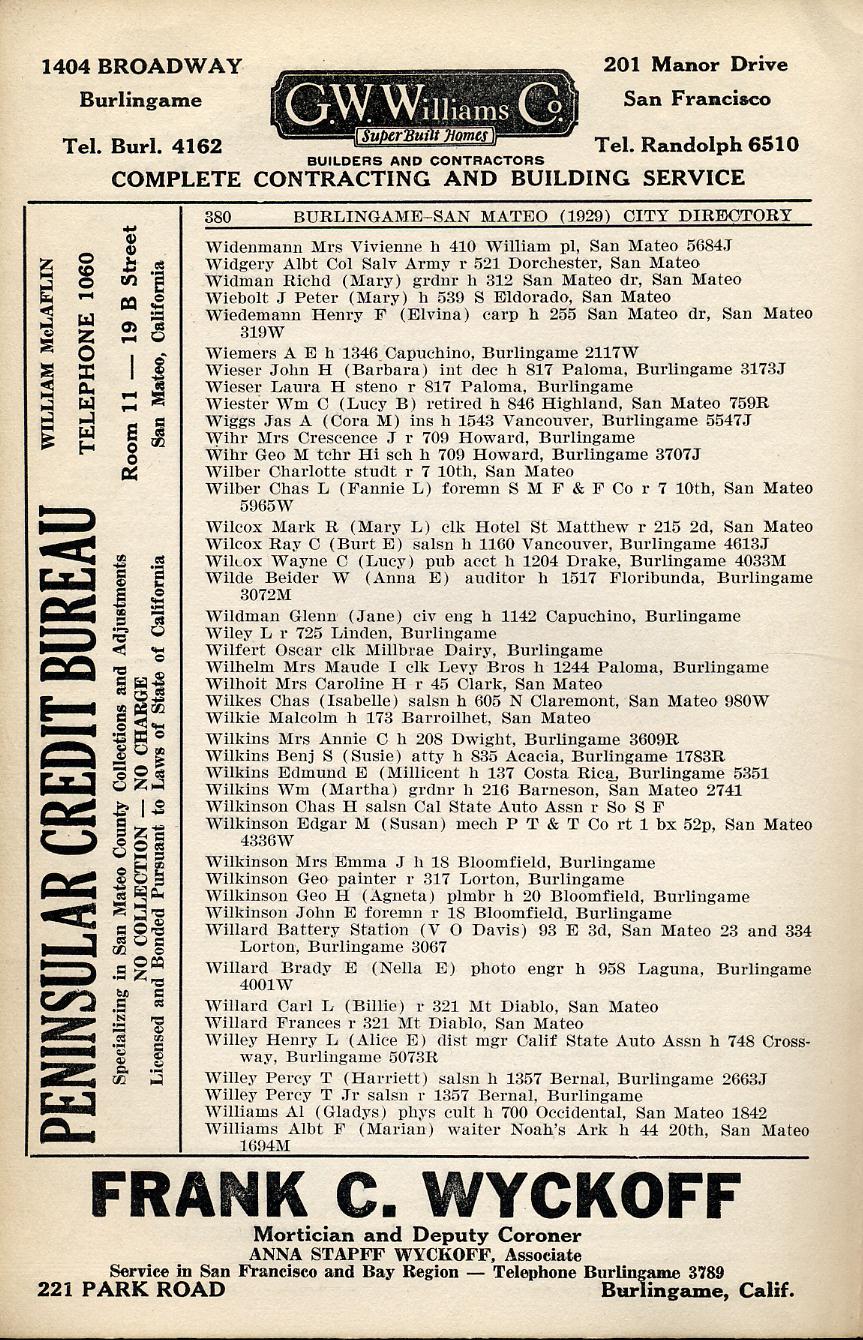 1404 BROADWAY
Burlingame
Tel. Burl. 4162
G.W. Williams Co.
Super Built Homes
BUILDERS AND CONTRACTORS
201 Manor Drive
San Francisco
Tel. Randolph 6510
COMPLETE CONTRACTING AND BUILDING SERVICE
WILLIAM McLAFLIN
TELEPHONE 1060
Room 11 — 19 B Street
San Mateo, California
PENINSULAR CREDIT BUREAU
Specializing in San Mateo County Collections and Adjustments
NO COLLECTION — NO CHARGE
Licensed and Bonded Pursuant to Laws of State of California
380 BURLINGAME-SAN MATEO (1929) CITY DIRECTORY
Widenmann Mrs Vivienne h 410 William pl, San Mateo 5684J
Widgery Albt Col Salv Army r 521 Dorchester, San Mateo
Widman Richd (Mary) grdnr h 312 San Mateo dr, San Mateo
Wiebolt J Peter (Mary) h 539 S Eldorado, San Mateo
Wiedemann Henry F (Elvina) carp h 255 San Mateo dr, San Mateo
319W
Wiemers A E h 1346 Capuchino, Burlingame 2117W
Wieser John H (Barbara) int dec h 817 Paloma, Burlingame 3173J
Wieser Laura H steno r 817 Paloma, Burlingame
Wiester Wm C (Lucy B) retired h 846 Highland, San Mateo 759R
Wiggs Jas A (Cora M) ins h 1543 Vancouver, Burlingame 5547J
Wihr Mrs Crescence J r 709 Howard, Burlingame
Wihr Geo M tchr Hi sch h 709 Howard, Burlingame 3707J
Wilber Charlotte studt r 7 10th, San Mateo
Wilber Chas L (Fannie L) foremn S M F & F Co r 7 10th, San Mateo
5965W
Wilcox Mark R (Mary L) clk Hotel St Matthew r 215 2d, San Mateo
Wilcox Ray C (Burt E) salsn h 1160 Vancouver, Burlingame 4613J
Wilcox Wayne C (Lucy) pub acct h 1204 Drake, Burlingame 4033M
Wilde Beider W (Anna E) auditor h 1517 Floribunda, Burlingame
3072M
Wildman Glenn (Jane) civ eng h 1142 Capuchino, Burlingame
Wiley L r 725 Linden, Burlingame
Wilfert Oscar clk Millbrae Dairy, Burlingame
Wilhelm Mrs Maude I clk Levy Bros h 1244 Paloma, Burlingame
Wilhoit Mrs Caroline H r 45 Clark, San Mateo
Wilkes Chas (Isabelle) salsn h 605 N Claremont, San Mateo 980W
Wilkie Malcolm h 173 Barroilhet, San Mateo
Wilkins Mrs Annie C h 208 Dwight, Burlingame 3609R
Wilkins Benj S (Susie) atty h 835 Acacia, Burlingame 1783R
Wilkins Edmund E (Millicent h 137 Costa Rica, Burlingame 5351
Wilkins Wm (Martha) grdnr h 216 Barneson, San Mateo 2741
Wilkinson Chas H salsn Cal State Auto Assn r So S F
Wilkinson Edgar M (Susan) mech P T & T Co rt 1 bx 52p, San Mateo
4336W
Wilkinson Mrs Emma J h 18 Bloomfield, Burlingame
Wilkinson Geo painter r 317 Lorton, Burlingame
Wilkinson Geo H (Agneta) plmbr h 20 Bloomfield, Burlingame
Wilkinson John E foremn r 18 Bloomfield, Burlingame
Willard Battery Station (V O Davis) 93 E 3d, San Mateo 23 and 334
Lorton, Burlingame 3067
Willard Brady E (Nella E) photo engr h 958 Laguna, Burlingame
4001W
Willard Carl L (Billie) r 321 Mt Diablo, San Mateo
Willard Frances r 321 Mt Diablo, San Mateo
Willey Henry L (Alice E) dist mgr Calif State Auto Assn h 748 Cross-
way, Burlingame 5073R
Willey Percy T (Harriett) salsn h 1357 Bernal, Burlingame 2663J
Willey Percy T Jr salsn r 1357 Bernal, Burlingame
Williams Al (Gladys) phys cult h 700 Occidental, San Mateo 1842
Williams Albt F (Marian) waiter Noah's Ark h 44 20th, San Mateo
1694M
FRANK C. WYCKOFF
Mortician and Deputy Coroner
ANNA STAPFF WYCKOFF, Associate
Service in San Francisco and Bay Region — Telephone Burlingame 3789
221 PARK ROAD Burlingame, Calif.